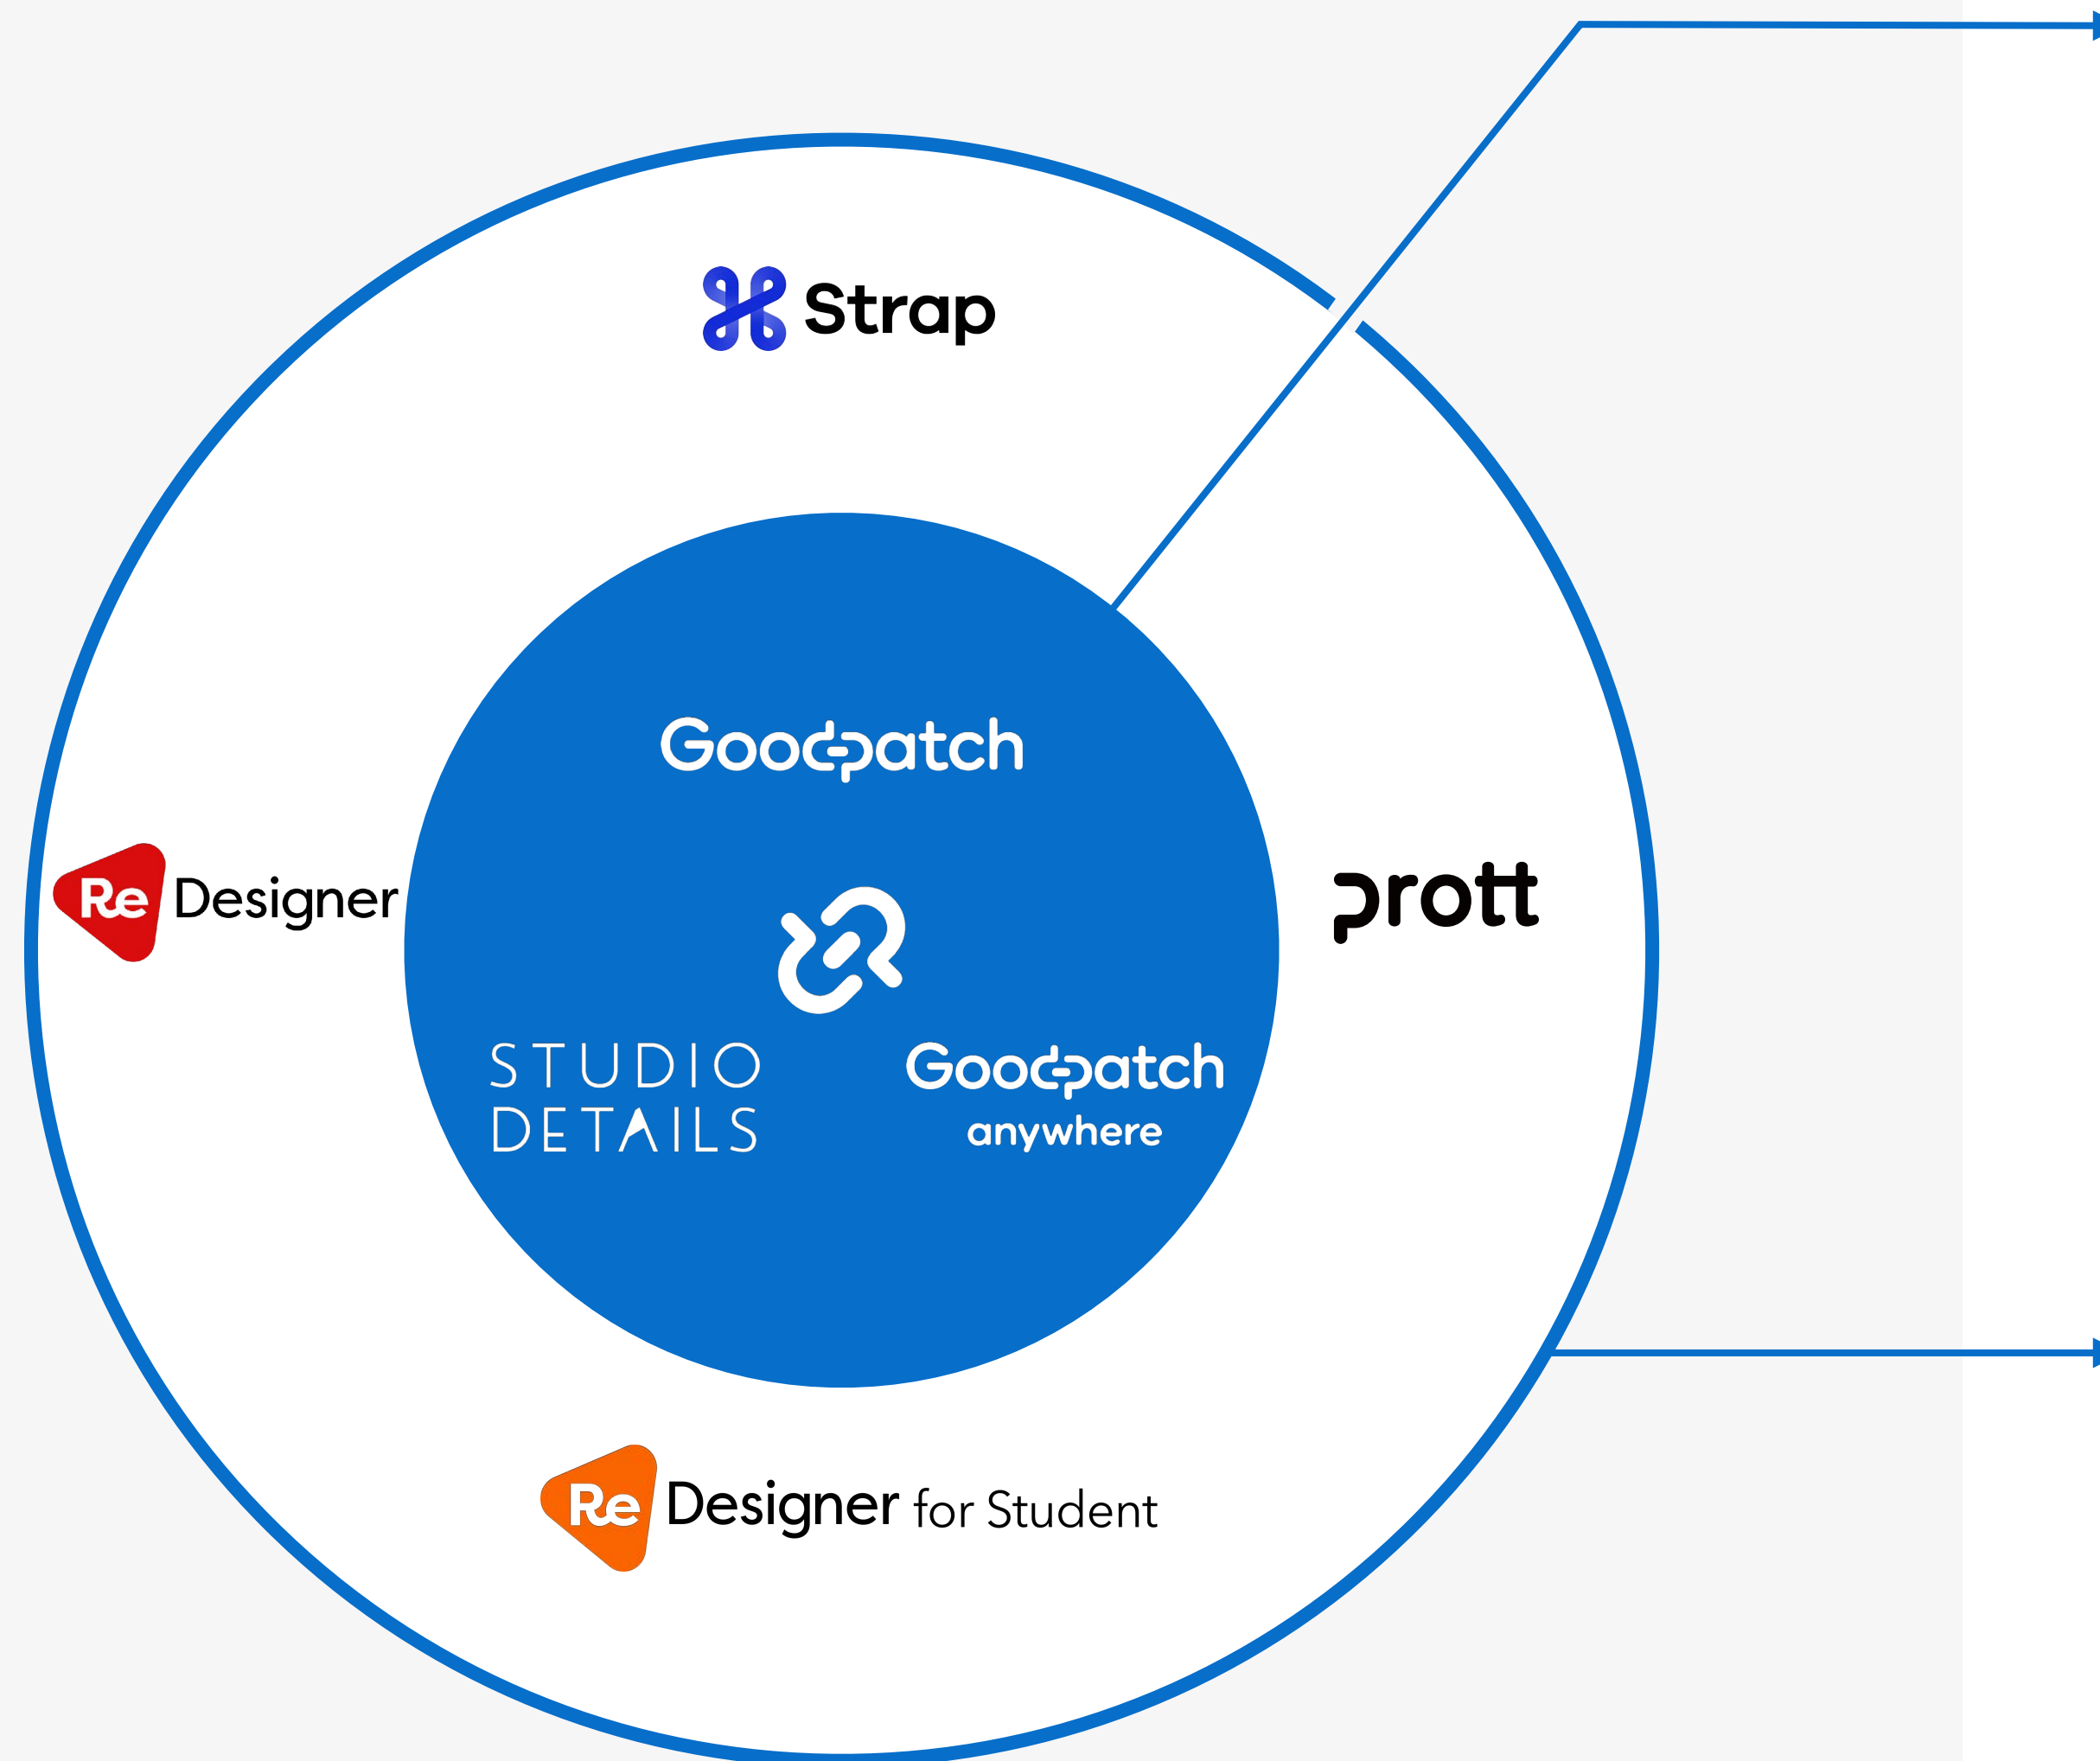 Strap
Goodpatch
Re Designer
prott
STUDIO
DETAILS
Goodpatch
anywhere
Re Designer for Student